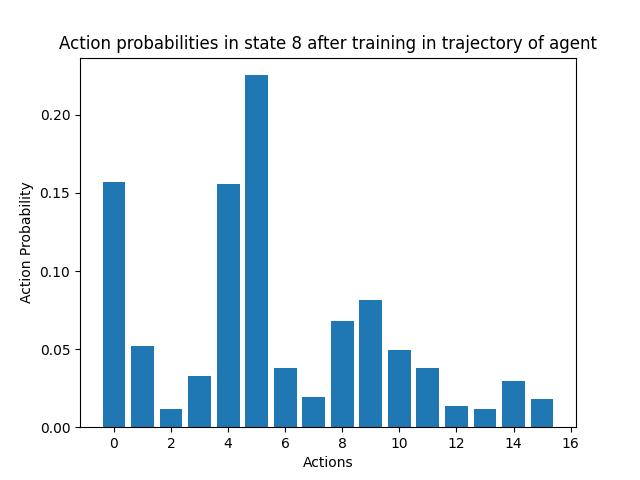 Action probabilities in state 8 after training in trajectory of agent
Action Probability
0.20
0.15
0.10
0.05
0.00
0 2 4 6 8 10 12 14 16
Actions